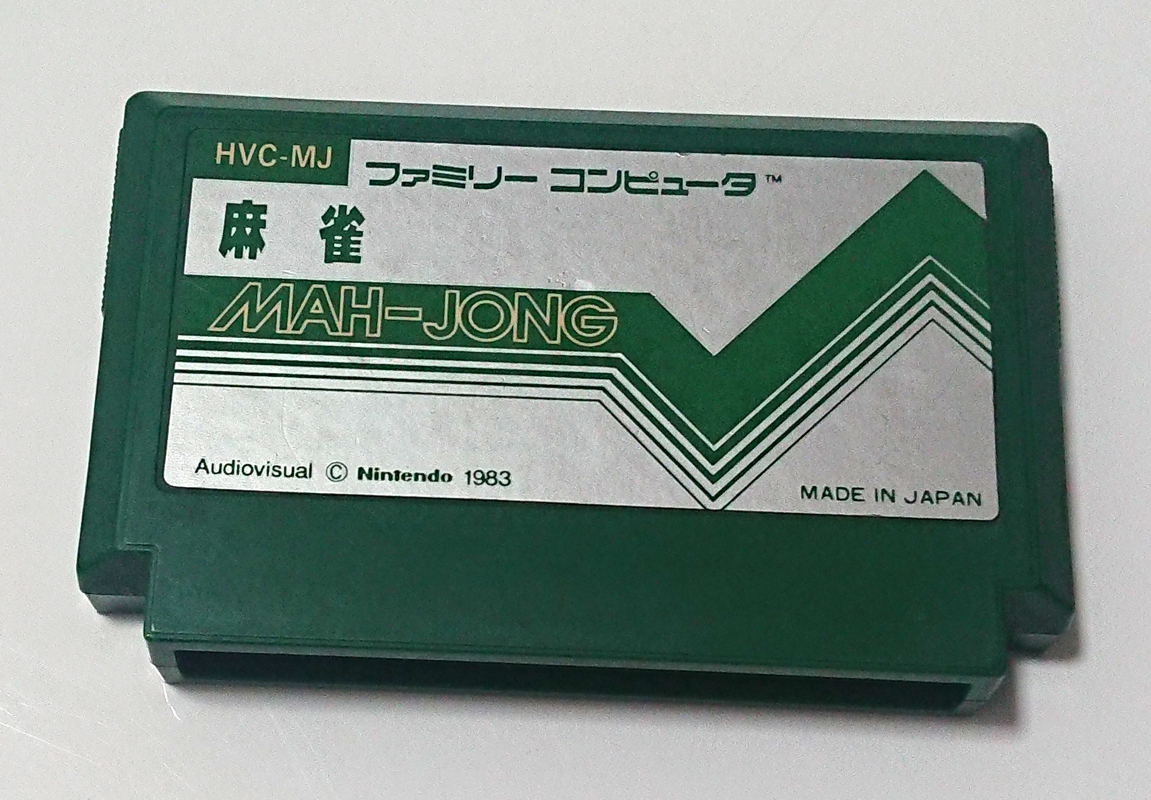 HVC-MJ
ファミリー コンピュータ™
麻雀
MAH-JONG
Audiovisual © Nintendo 1983
MADE IN JAPAN